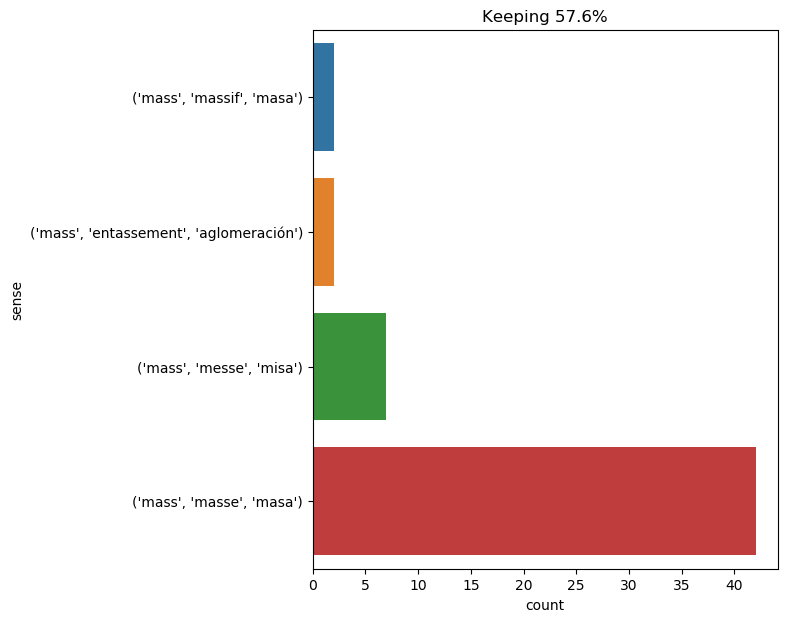 Keeping 57.6%
('mass', 'massif', 'masa')
('mass', 'entassement', 'aglomeración')
('mass', 'messe', 'misa')
('mass', 'masse', 'masa')
sense
0 5 10 15 20 25 30 35 40
count